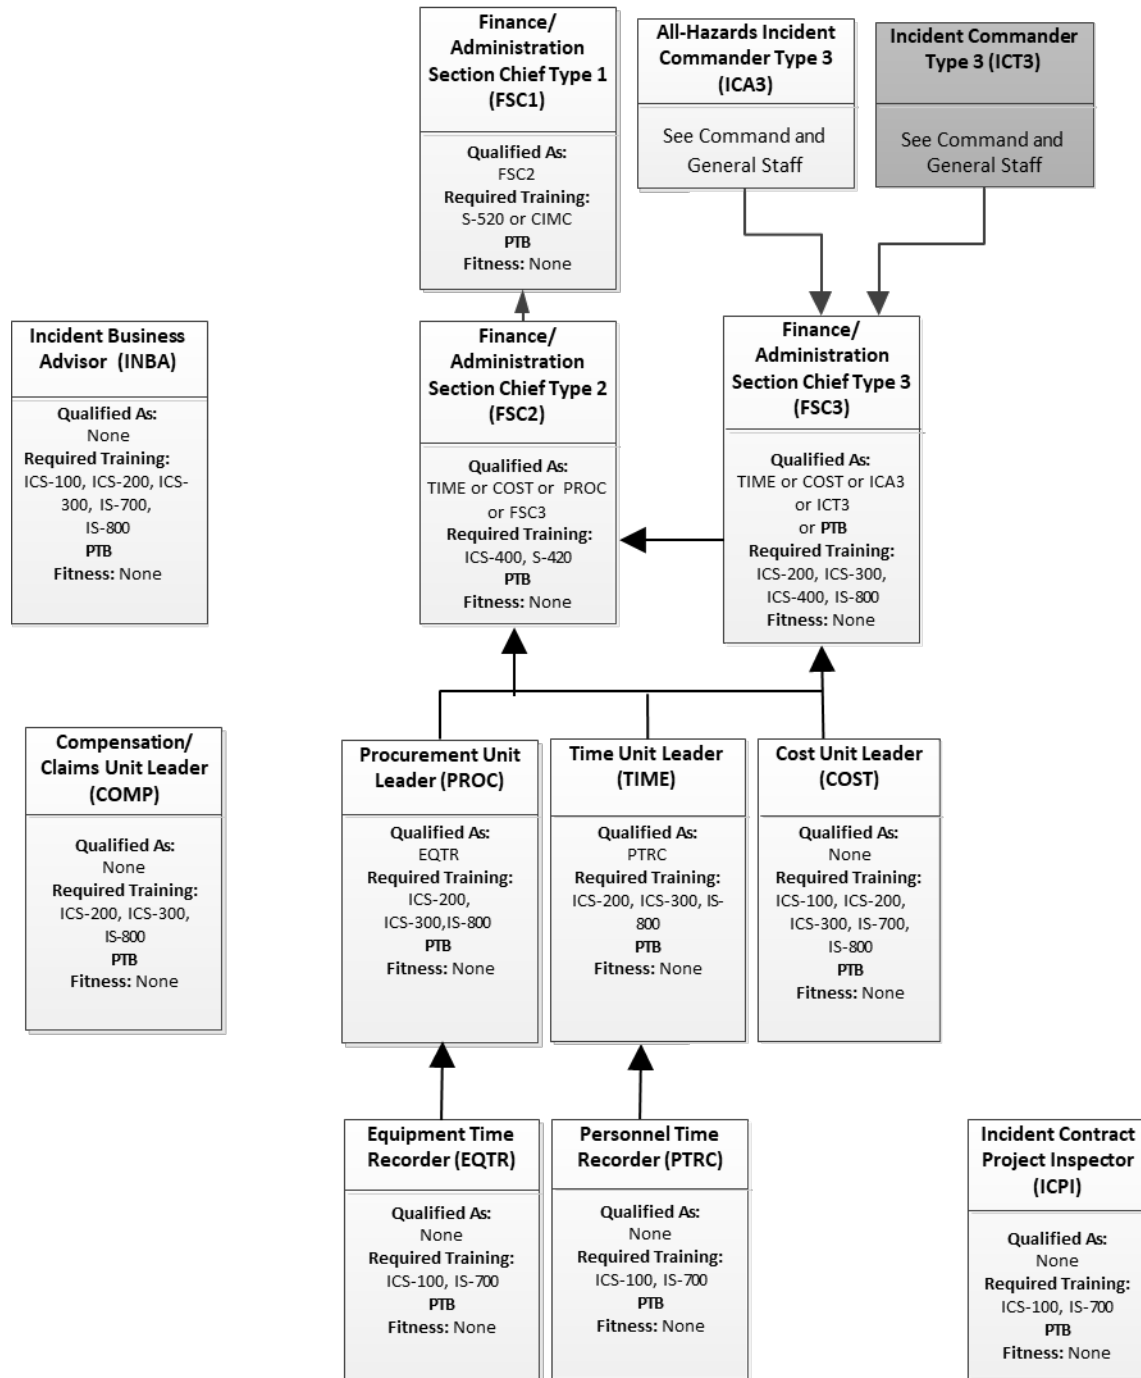 Finance/
Administration
Section Chief Type 1
(FSC1)
Qualified As:
FSC2
Required Training:
S-520 or CIMC
PTB
Fitness: None
All-Hazards Incident
Commander Type 3
(ICA3)
See Command and
General Staff
Incident Commander
Type 3 (ICT3)
See Command and
General Staff
Incident Business
Advisor (INBA)
Qualified As:
None
Required Training:
ICS-100, ICS-200, ICS-
300, IS-700,
IS-800
PTB
Fitness: None
Finance/
Administration
Section Chief Type 2
(FSC2)
Qualified As:
TIME or COST or PROC
or FSC3
Required Training:
ICS-400, S-420
PTB
Fitness: None
Finance/
Administration
Section Chief Type 3
(FSC3)
Qualified As:
TIME or COST or ICA3
or ICT3
or PTB
Required Training:
ICS-200, ICS-300,
ICS-400, IS-800
Fitness: None
Compensation/
Claims Unit Leader
(COMP)
Qualified As:
None
Required Training:
ICS-200, ICS-300,
IS-800
PTB
Fitness: None
Procurement Unit
Leader (PROC)
Qualified As:
EQTR
Required Training:
ICS-200,
ICS-300,IS-800
PTB
Fitness: None
Time Unit Leader
(TIME)
Qualified As:
PTRC
Required Training:
ICS-200, ICS-300, IS-
800
PTB
Fitness: None
Cost Unit Leader
(COST)
Qualified As:
None
Required Training:
ICS-100, ICS-200,
ICS-300, IS-700,
IS-800
PTB
Fitness: None
Equipment Time
Recorder (EQTR)
Qualified As:
None
Required Training:
ICS-100, IS-700
PTB
Fitness: None
Personnel Time
Recorder (PTRC)
Qualified As:
None
Required Training:
ICS-100, IS-700
PTB
Fitness: None
Incident Contract
Project Inspector
(ICPI)
Qualified As:
None
Required Training:
ICS-100, IS-700
PTB
Fitness: None